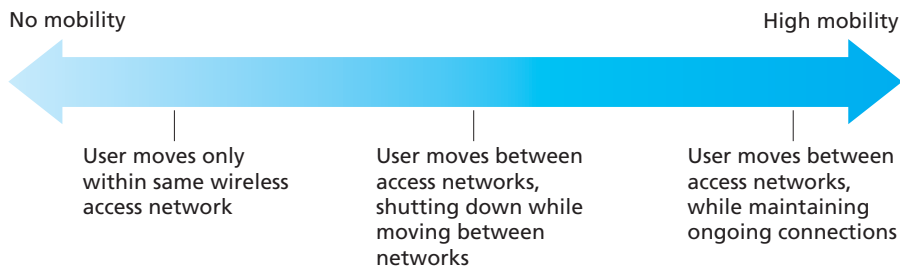 No mobility
High mobility
User moves only
within same wireless
access network
User moves between
access networks,
shutting down while
moving between
networks
User moves between
access networks,
while maintaining
ongoing connections